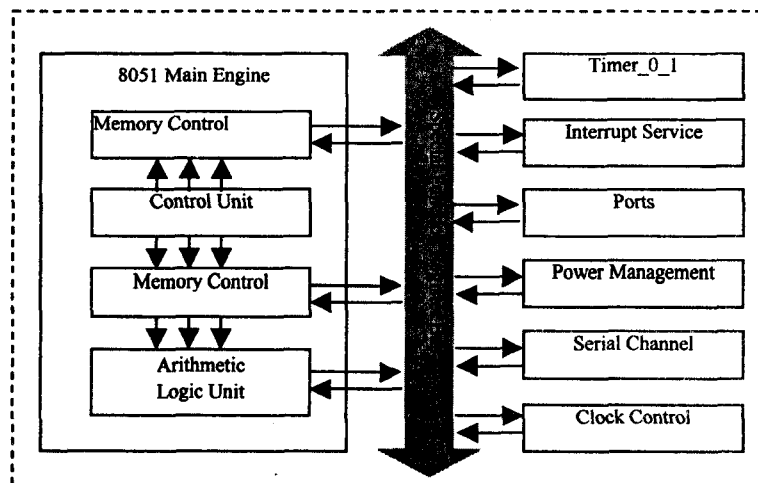 8051 Main Engine
Memory Control
Control Unit
Memory Control
Arithmetic
Logic Unit
Timer_0_1
Interrupt Service
Ports
Power Management
Serial Channel
Clock Control